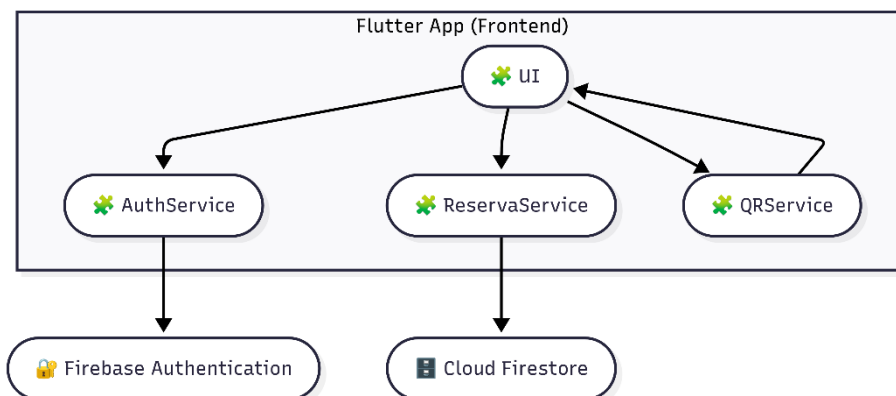 Flutter App (Frontend)
🧩 UI
🧩 AuthService
🧩 ReservaService
🧩 QRService
🔐 Firebase Authentication
🗄️ Cloud Firestore